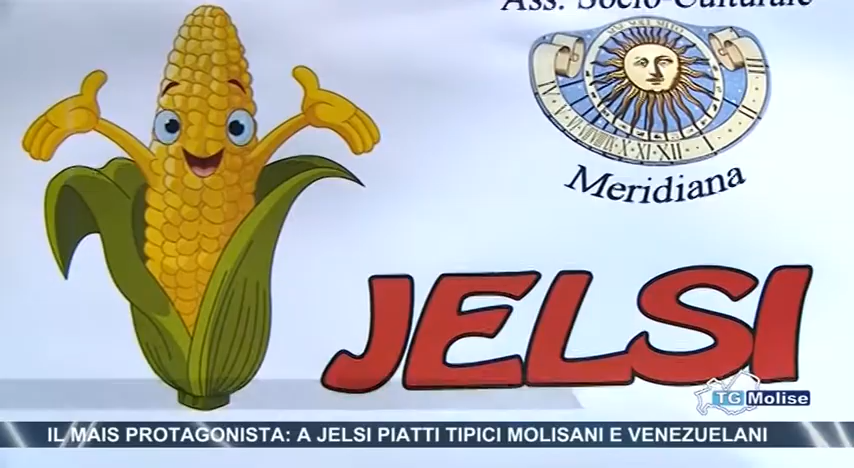 Ass. Socio-Culturale
Meridiana
JELSI
TG Molise
IL MAIS PROTAGONISTA: A JELSI PIATTI TIPICI MOLISANI E VENEZUELANI